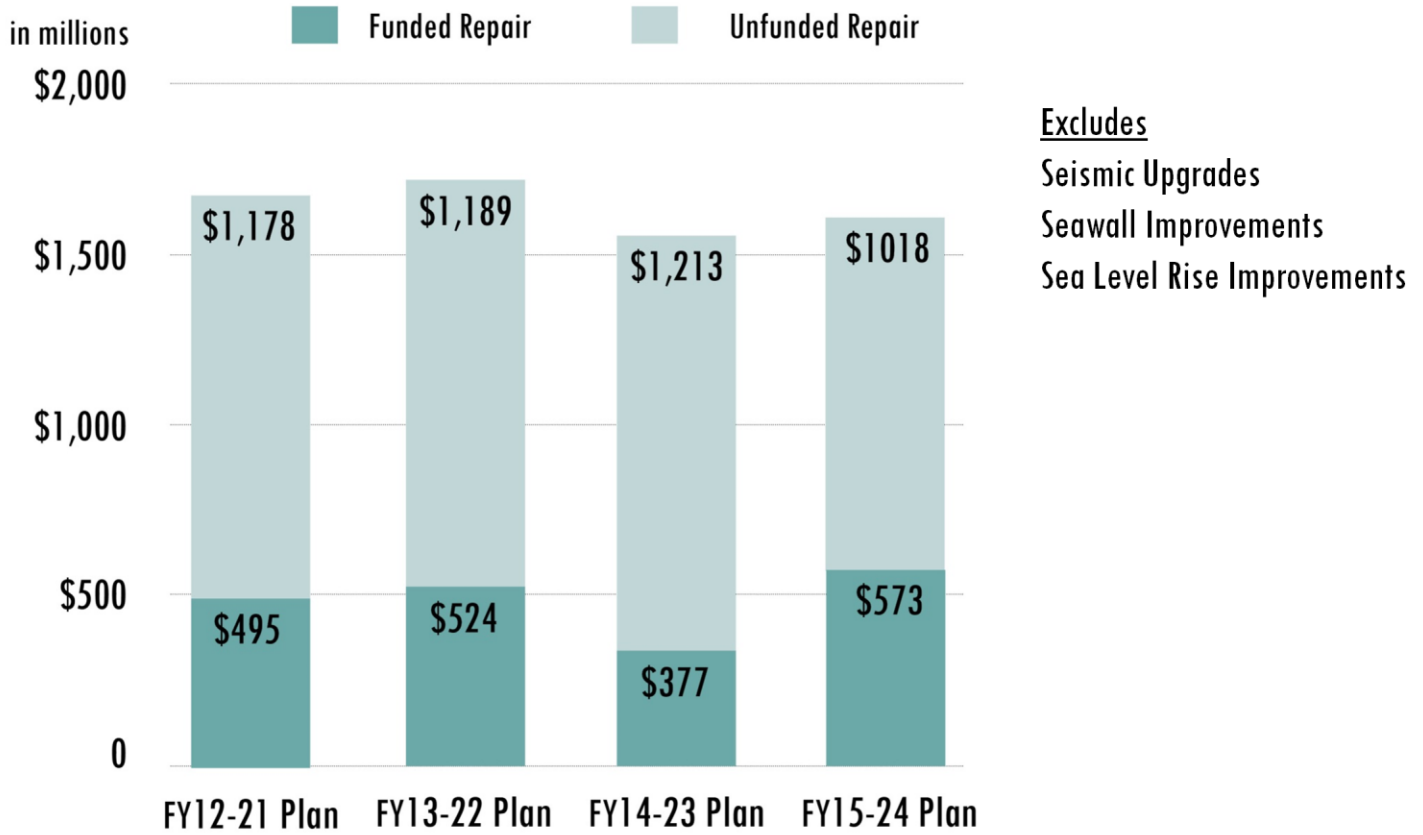 in millions
Funded Repair
Unfunded Repair
$2,000
$1,500
$1,000
$500
0
$1,178
$1,189
$1,213
$1018
$495
$524
$377
$573
FY12-21 Plan
FY13-22 Plan
FY14-23 Plan
FY15-24 Plan
Excludes
Seismic Upgrades
Seawall Improvements
Sea Level Rise Improvements